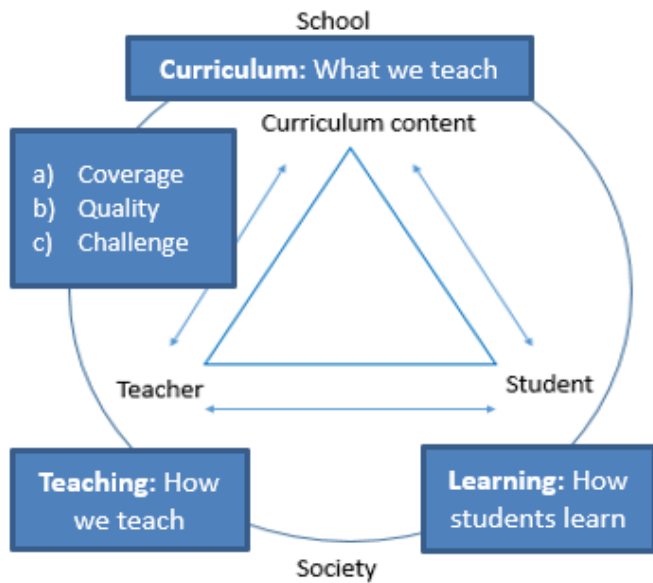 School
Curriculum: What we teach
Curriculum content
a) Coverage
b) Quality
c) Challenge
Teacher
Student
Teaching: How
we teach
Learning: How
students learn
Society